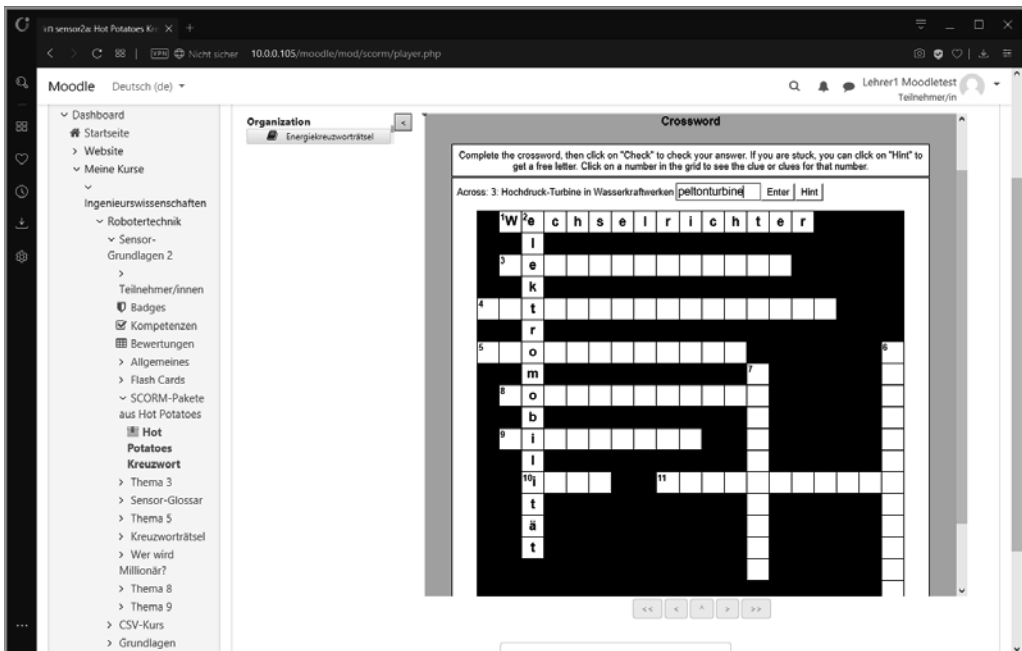 sensor2a: Hot Potatoes Kr
VPN Nicht sicher 10.0.0.105/moodle/mod/scorm/player.php
Moodle Deutsch (de)
Lehrer1 Moodletest
Teilnehmer/in
Dashboard
Startseite
Website
Meine Kurse
Ingenieurswissenschaften
Robotertechnik
Sensor-
Grundlagen 2
Teilnehmer/innen
Badges
Kompetenzen
Bewertungen
Allgemeines
Flash Cards
SCORM-Pakete
aus Hot Potatoes
Hot
Potatoes
Kreuzwort
Thema 3
Sensor-Glossar
Thema 5
Kreuzworträtsel
Wer wird
Millionär?
Thema 8
Thema 9
CSV-Kurs
Grundlagen
Organization <
Energiekreuzworträtsel
Crossword
Complete the crossword, then click on "Check" to check your answer. If you are stuck, you can click on "Hint" to
get a free letter. Click on a number in the grid to see the clue or clues for that number.
Across: 3: Hochdruck-Turbine in Wasserkraftwerken peltonturbine Enter Hint
1 W 2 e c h s e l r i c h t e r
l
3 e
k
4 t
r
5 o 6
m 7
8 o
b
9 i
l
10 i 11
t
ä
t
<< < ^ > >>